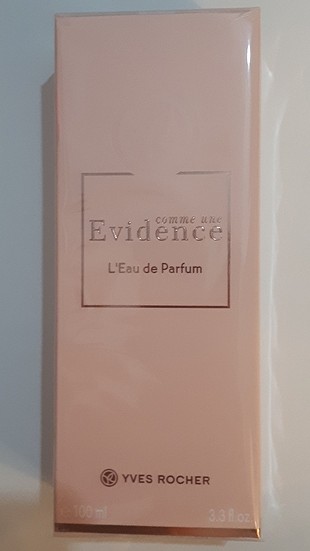 comme une
Evidence
L'Eau de Parfum
YVES ROCHER
e 100 ml 3.3 fl.oz.